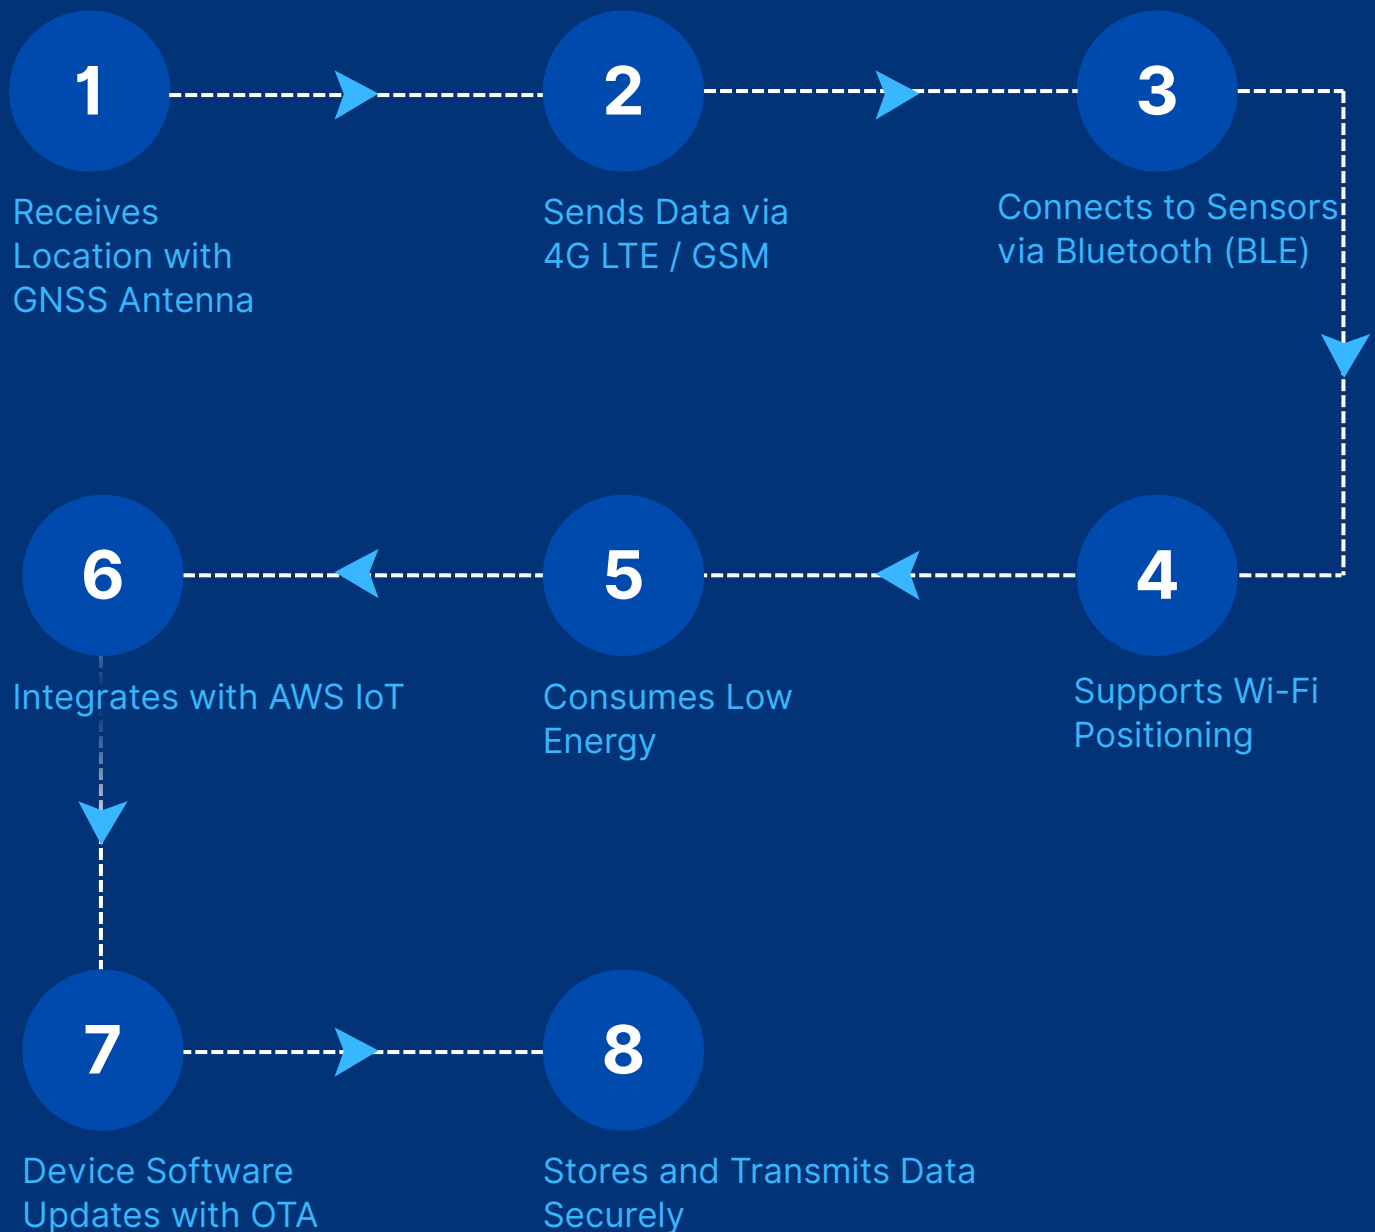 1
Receives
Location with
GNSS Antenna
2
Sends Data via
4G LTE / GSM
3
Connects to Sensors
via Bluetooth (BLE)
4
Supports Wi-Fi
Positioning
5
Consumes Low
Energy
6
Integrates with AWS IoT
7
Device Software
Updates with OTA
8
Stores and Transmits Data
Securely